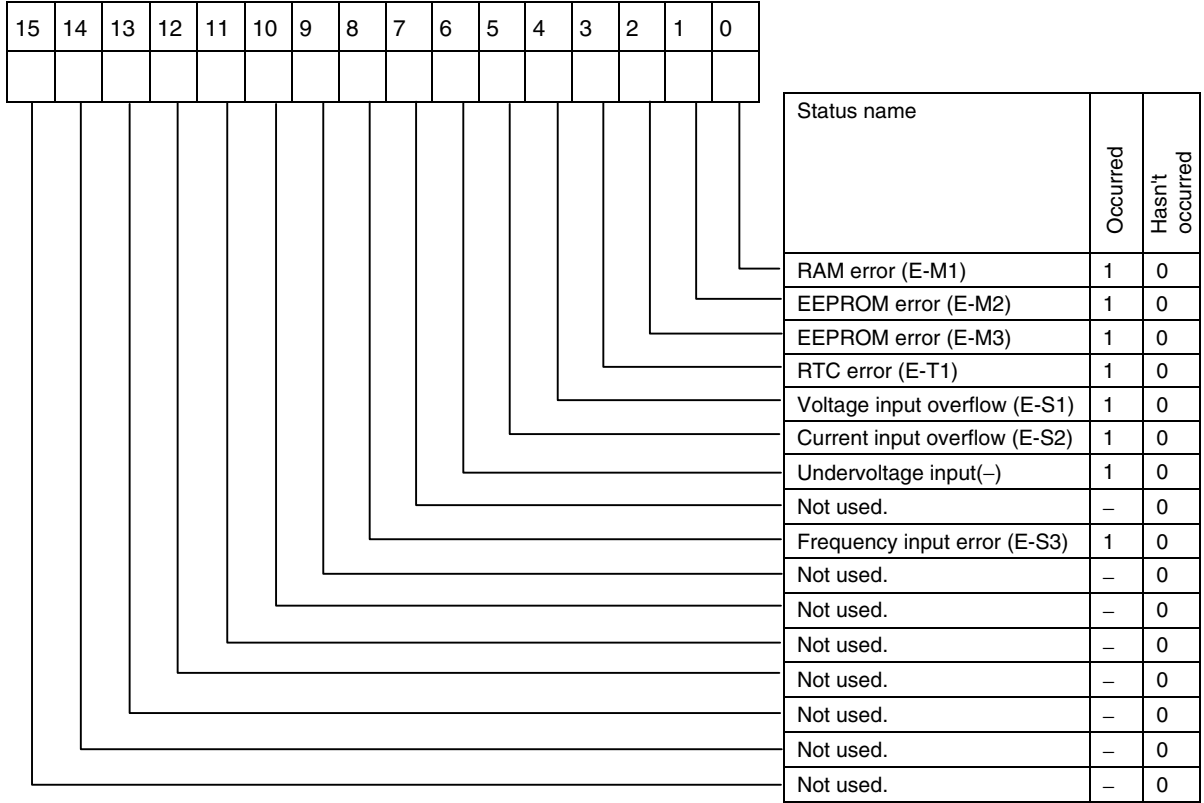 15 14 13 12 11 10 9 8 7 6 5 4 3 2 1 0
Status name Occurred Hasn't occurred
RAM error (E-M1) 1 0
EEPROM error (E-M2) 1 0
EEPROM error (E-M3) 1 0
RTC error (E-T1) 1 0
Voltage input overflow (E-S1) 1 0
Current input overflow (E-S2) 1 0
Undervoltage input(–) 1 0
Not used. – 0
Frequency input error (E-S3) 1 0
Not used. – 0
Not used. – 0
Not used. – 0
Not used. – 0
Not used. – 0
Not used. – 0
Not used. – 0